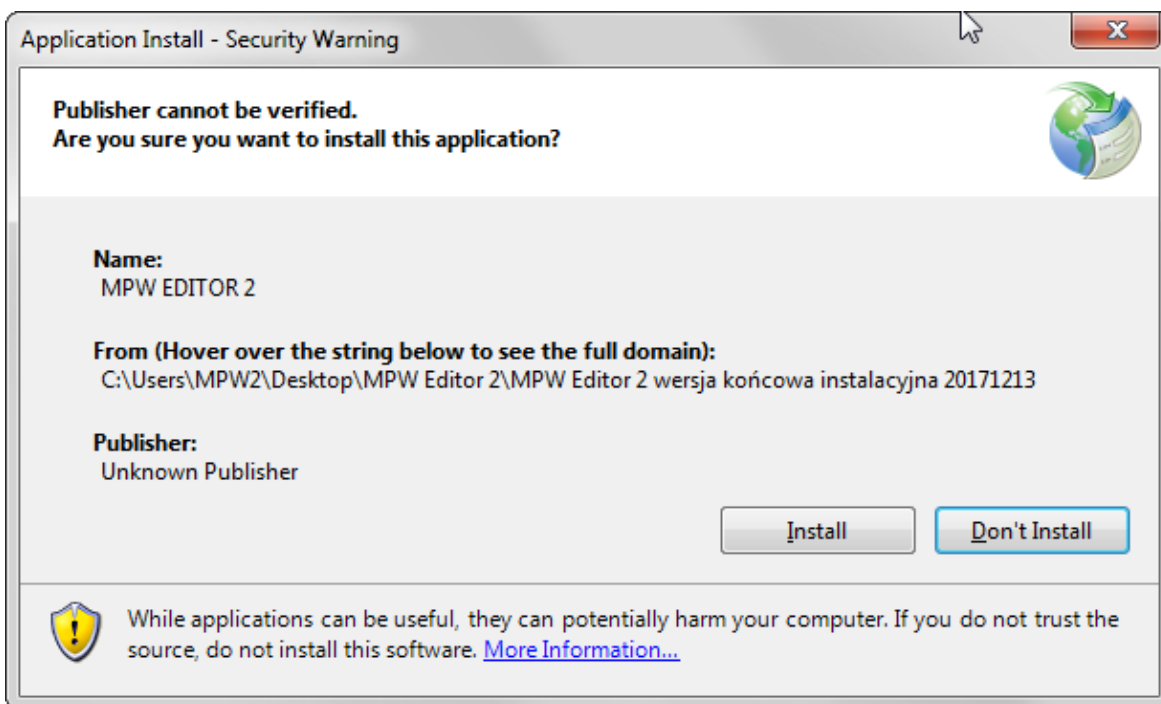 Application Install - Security Warning
Publisher cannot be verified.
Are you sure you want to install this application?
Name:
MPW EDITOR 2
From (Hover over the string below to see the full domain):
C:\Users\MPW2\Desktop\MPW Editor 2\MPW Editor 2 wersja końcowa instalacyjna 20171213
Publisher:
Unknown Publisher
Install
Don't Install
While applications can be useful, they can potentially harm your computer. If you do not trust the
source, do not install this software. More Information...